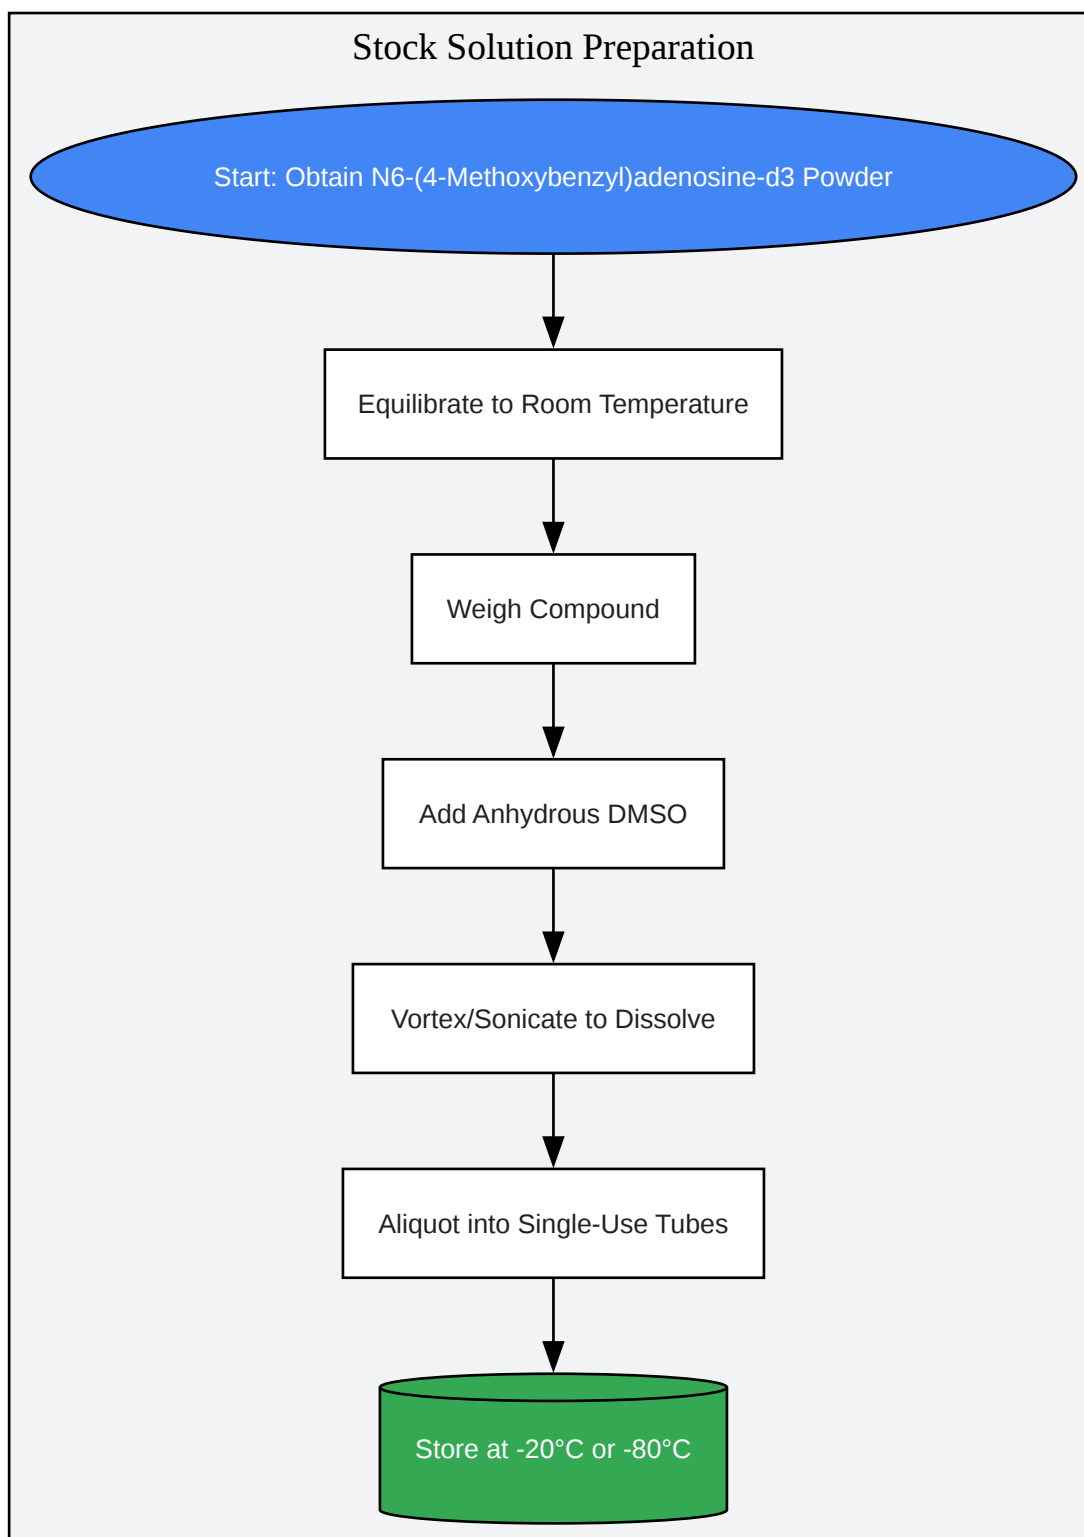 Stock Solution Preparation
Start: Obtain N6-(4-Methoxybenzyl)adenosine-d3 Powder
Equilibrate to Room Temperature
Weigh Compound
Add Anhydrous DMSO
Vortex/Sonicate to Dissolve
Aliquot into Single-Use Tubes
Store at -20°C or -80°C